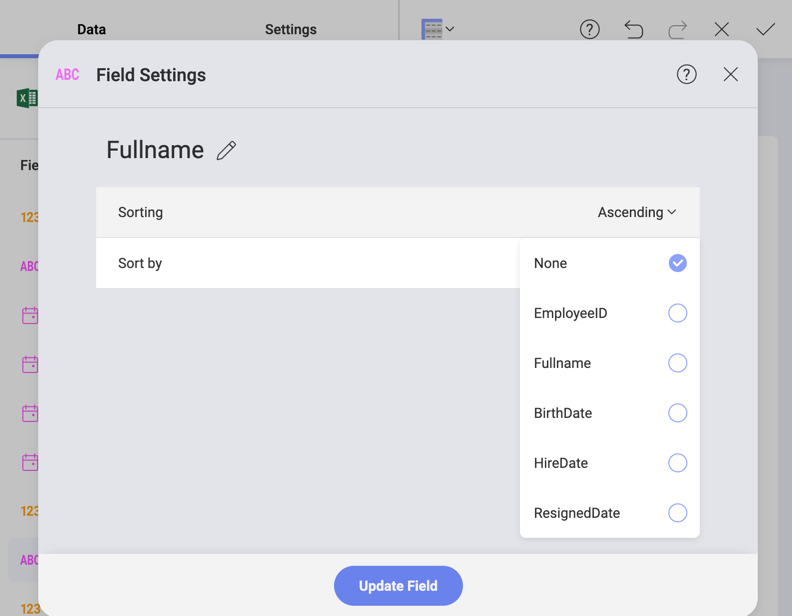 Data
Settings
ABC
Field Settings
Fullname
Sorting
Ascending
Sort by
None
EmployeeID
Fullname
BirthDate
HireDate
ResignedDate
Update Field
X
Fie
123
ABC
123
ABC
123